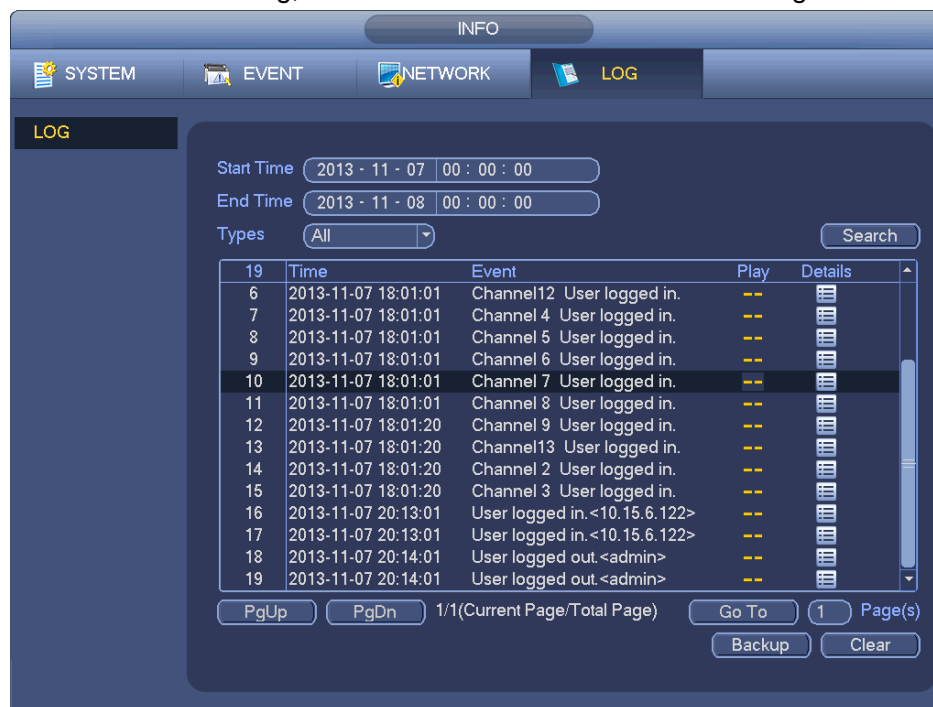 INFO
SYSTEM EVENT NETWORK LOG
LOG
Start Time 2013 - 11 - 07 00 : 00 : 00
End Time 2013 - 11 - 08 00 : 00 : 00
Types All Search
19 Time Event Play Details
6 2013-11-07 18:01:01 Channel12 User logged in. --
7 2013-11-07 18:01:01 Channel 4 User logged in. --
8 2013-11-07 18:01:01 Channel 5 User logged in. --
9 2013-11-07 18:01:01 Channel 6 User logged in. --
10 2013-11-07 18:01:01 Channel 7 User logged in. --
11 2013-11-07 18:01:01 Channel 8 User logged in. --
12 2013-11-07 18:01:20 Channel 9 User logged in. --
13 2013-11-07 18:01:20 Channel13 User logged in. --
14 2013-11-07 18:01:20 Channel 2 User logged in. --
15 2013-11-07 18:01:20 Channel 3 User logged in. --
16 2013-11-07 20:13:01 User logged in.<10.15.6.122> --
17 2013-11-07 20:13:01 User logged in.<10.15.6.122> --
18 2013-11-07 20:14:01 User logged out.<admin> --
19 2013-11-07 20:14:01 User logged out.<admin> --
PgUp PgDn 1/1(Current Page/Total Page) Go To 1 Page(s)
Backup Clear